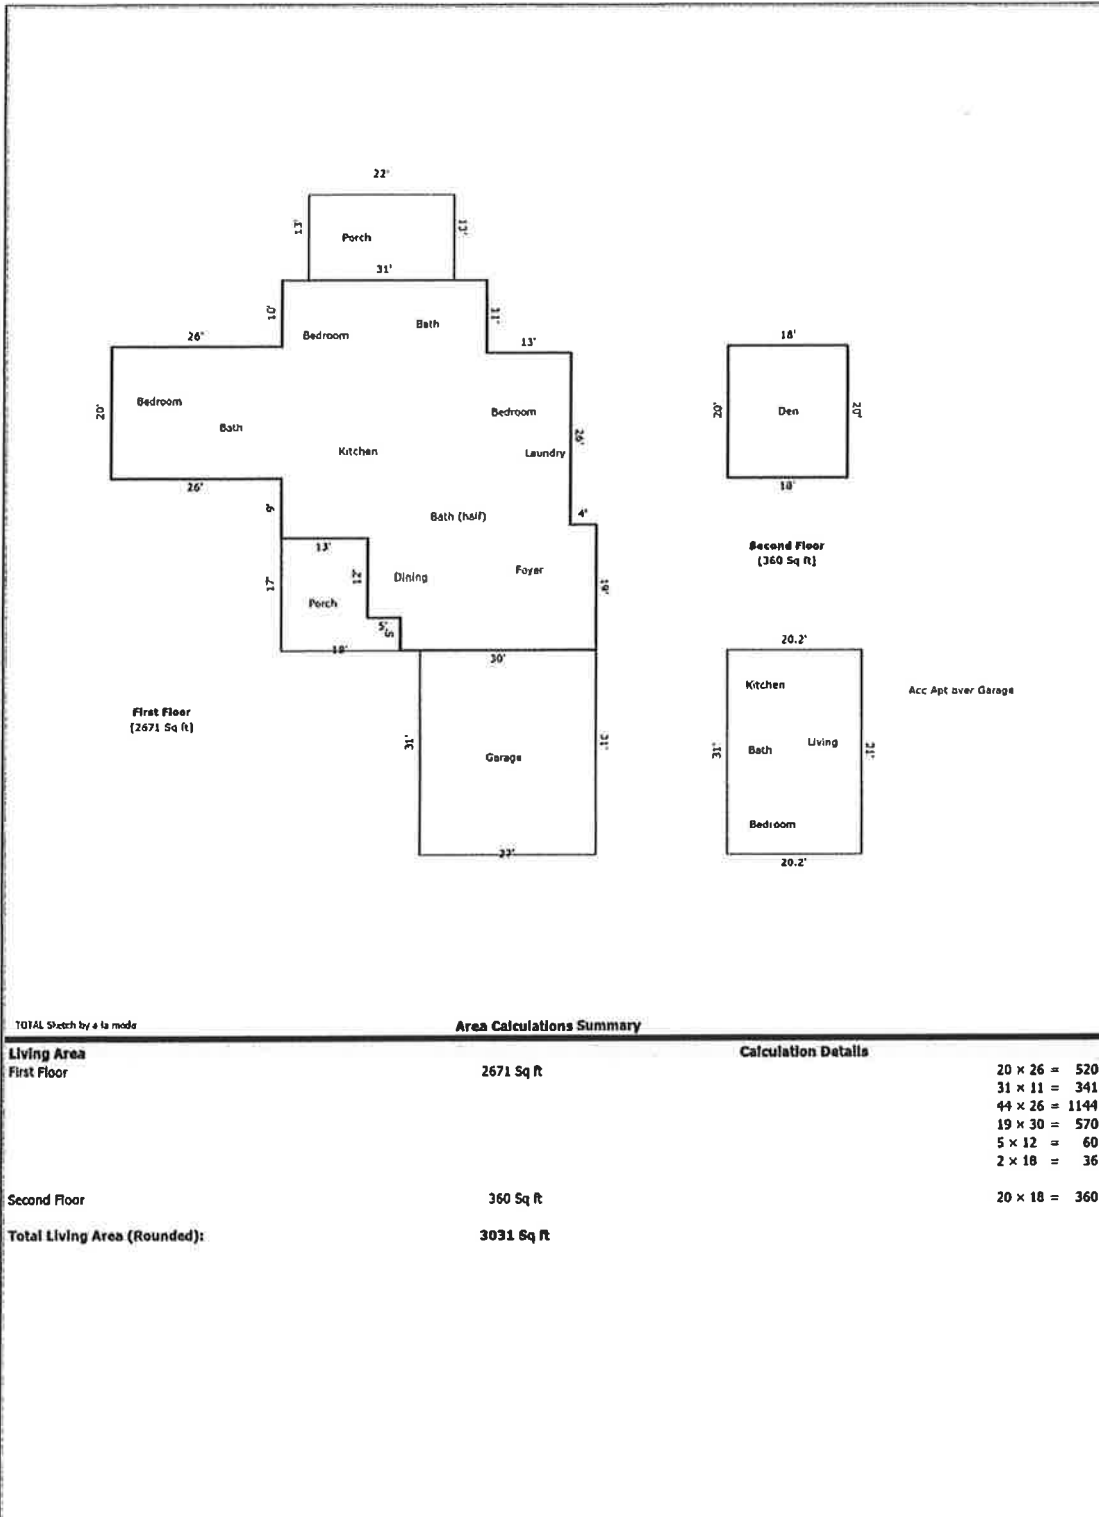 22'
13'
Porch
13'
31'
10'
Bedroom
Bath
11'
26'
13'
18'
20'
Bedroom
Bath
Bedroom
26'
20'
Den
20'
Kitchen
Laundry
26'
18'
9'
Bath (half)
4'
13'
Second Floor
[360 Sq ft]
17'
12'
Dining
Foyer
19'
Porch
5'
5'
18'
30'
20.2'
Kitchen
Acc Apt over Garage
First Floor
[2671 Sq ft]
31'
Garage
31'
31'
Bath
Living
31'
Bedroom
27'
20.2'
TOTAL Sketch by a la mode
Area Calculations Summary
Living Area
Calculation Details
First Floor
2671 Sq ft
20 × 26 = 520
31 × 11 = 341
44 × 26 = 1144
19 × 30 = 570
5 × 12 = 60
2 × 18 = 36
Second Floor
360 Sq ft
20 × 18 = 360
Total Living Area (Rounded):
3031 Sq ft